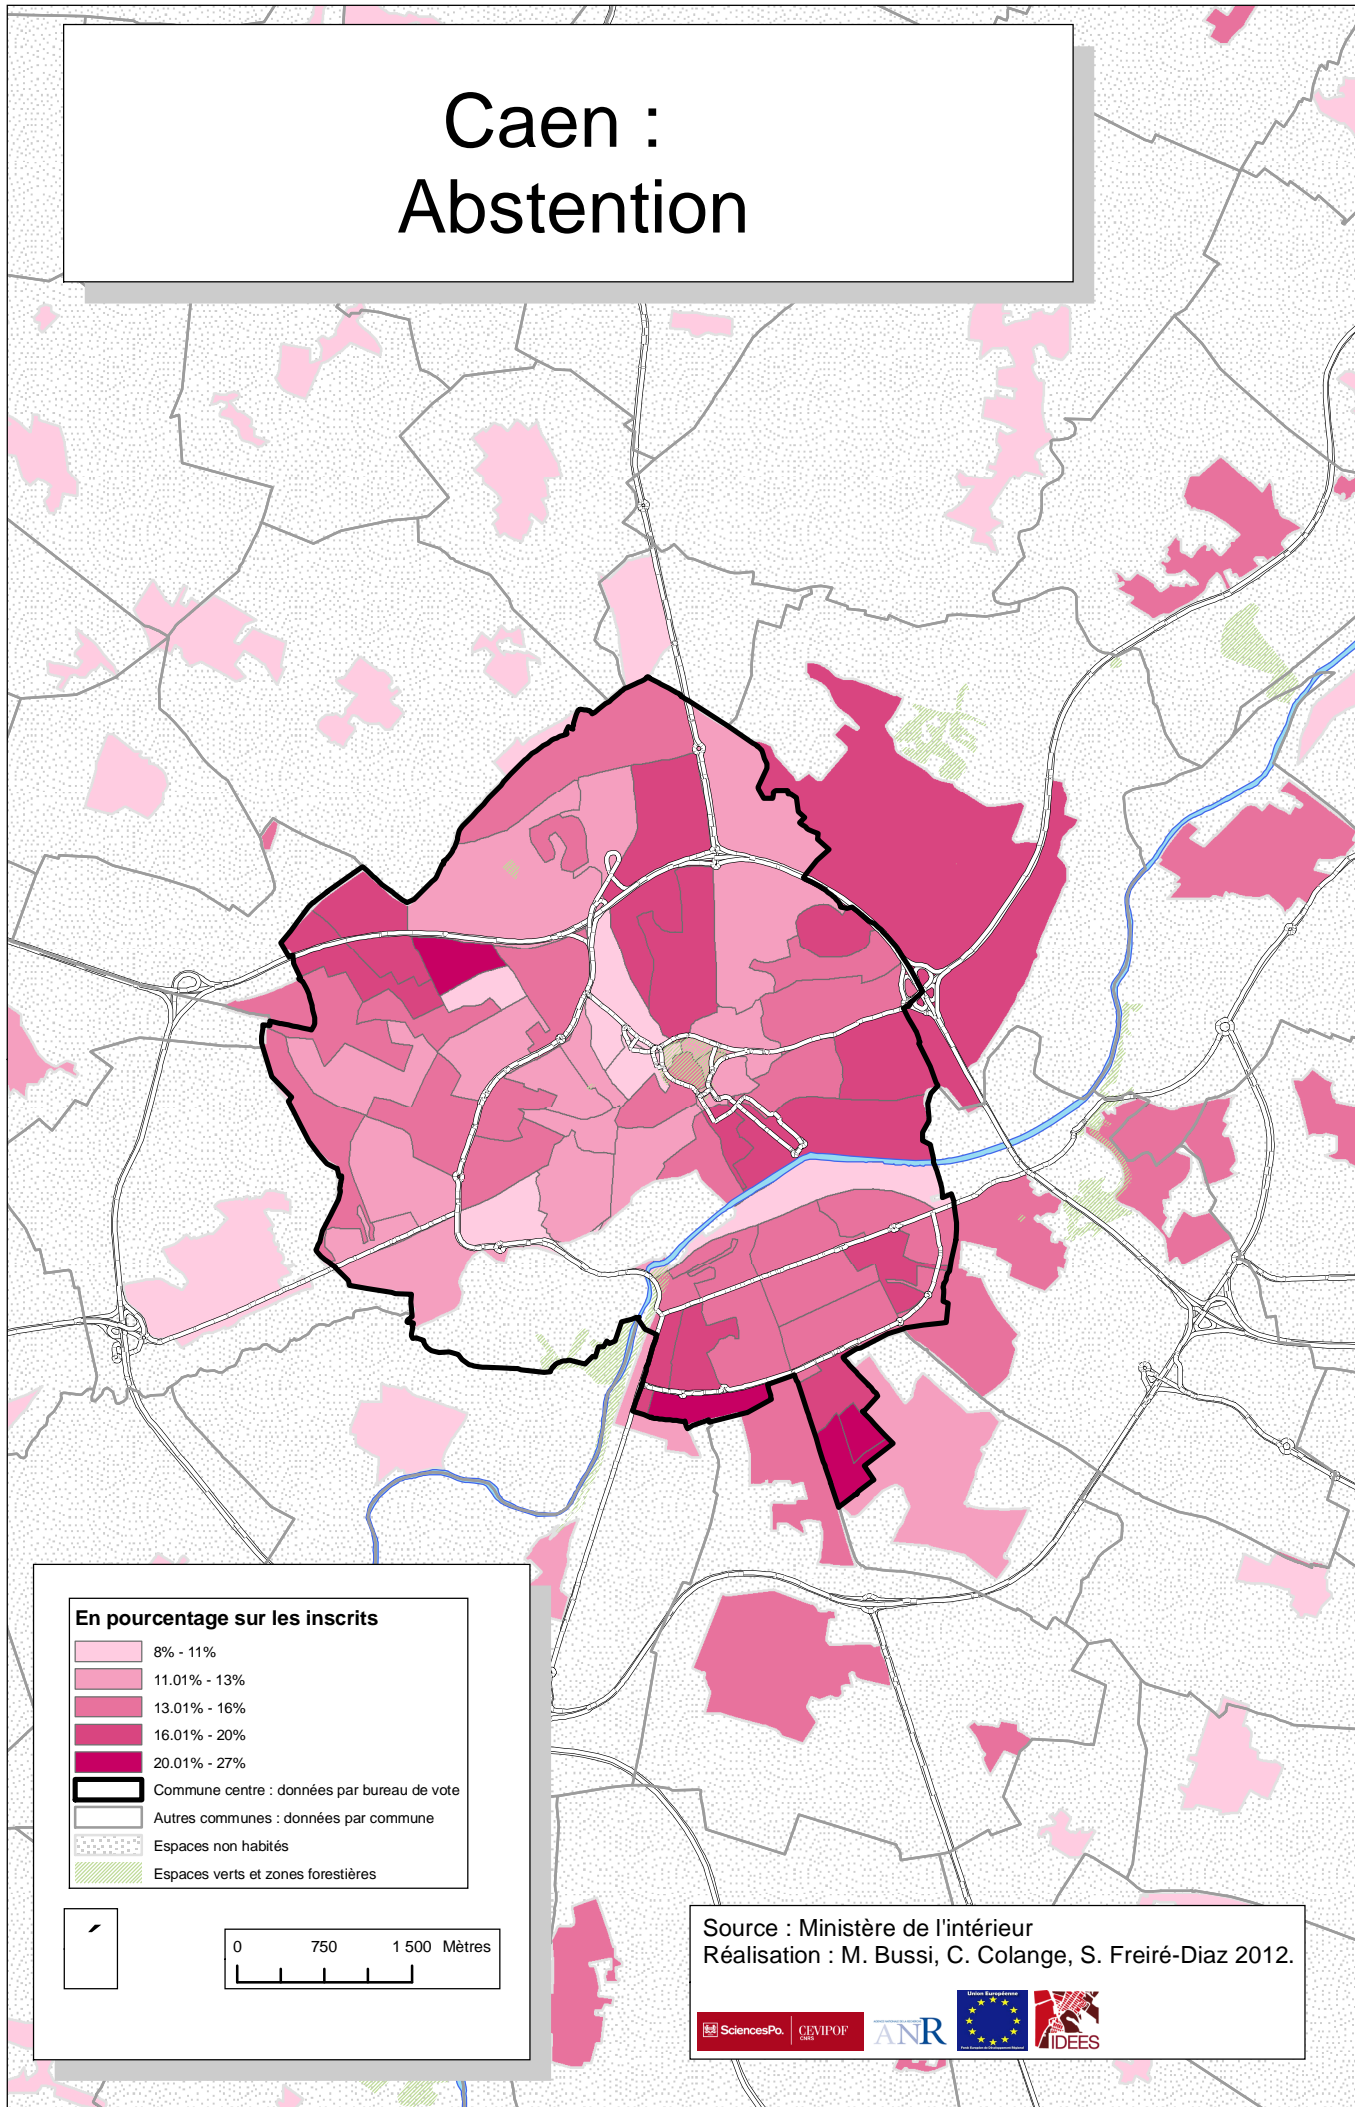 Caen :
Abstention
En pourcentage sur les inscrits
8% - 11%
11.01% - 13%
13.01% - 16%
16.01% - 20%
20.01% - 27%
Commune centre : données par bureau de vote
Autres communes : données par commune
Espaces non habités
Espaces verts et zones forestières
0 750 1 500 Mètres
Source : Ministère de l'intérieur
Réalisation : M. Bussi, C. Colange, S. Freiré-Diaz 2012.
SciencesPo.
CEVIPOF
CNRS
ANR
Union Européenne
IDEES